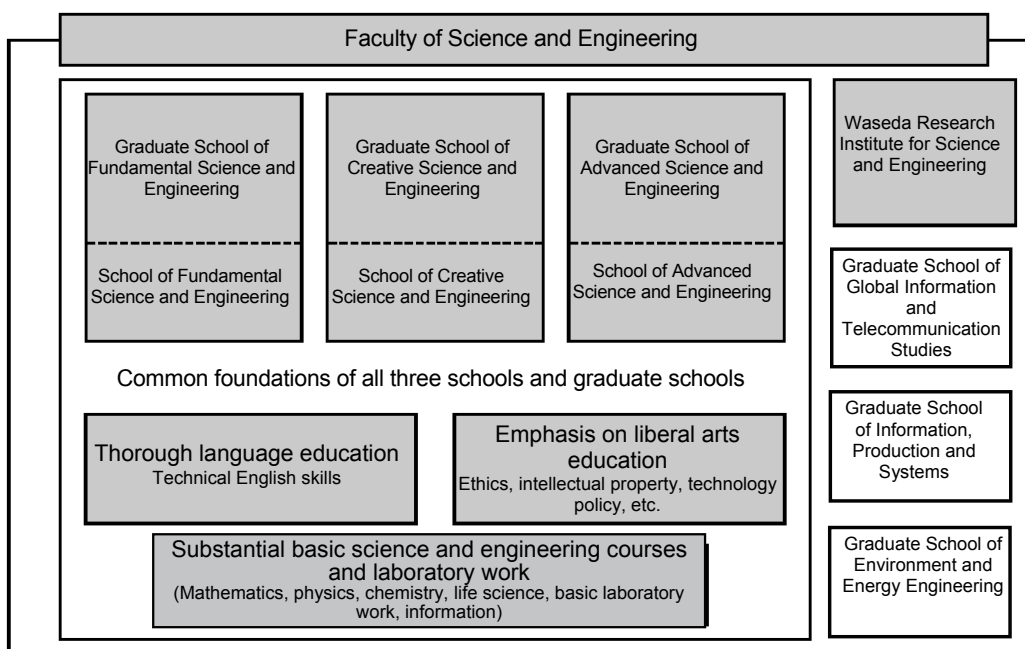 Faculty of Science and Engineering
Graduate School of
Fundamental Science and
Engineering
School of Fundamental
Science and Engineering
Graduate School of
Creative Science and
Engineering
School of Creative
Science and Engineering
Graduate School of
Advanced Science and
Engineering
School of Advanced
Science and Engineering
Common foundations of all three schools and graduate schools
Thorough language education
Technical English skills
Emphasis on liberal arts
education
Ethics, intellectual property, technology
policy, etc.
Substantial basic science and engineering courses
and laboratory work
(Mathematics, physics, chemistry, life science, basic laboratory
work, information)
Waseda Research
Institute for Science
and Engineering
Graduate School of
Global Information
and
Telecommunication
Studies
Graduate School
of Information,
Production and
Systems
Graduate School of
Environment and
Energy Engineering